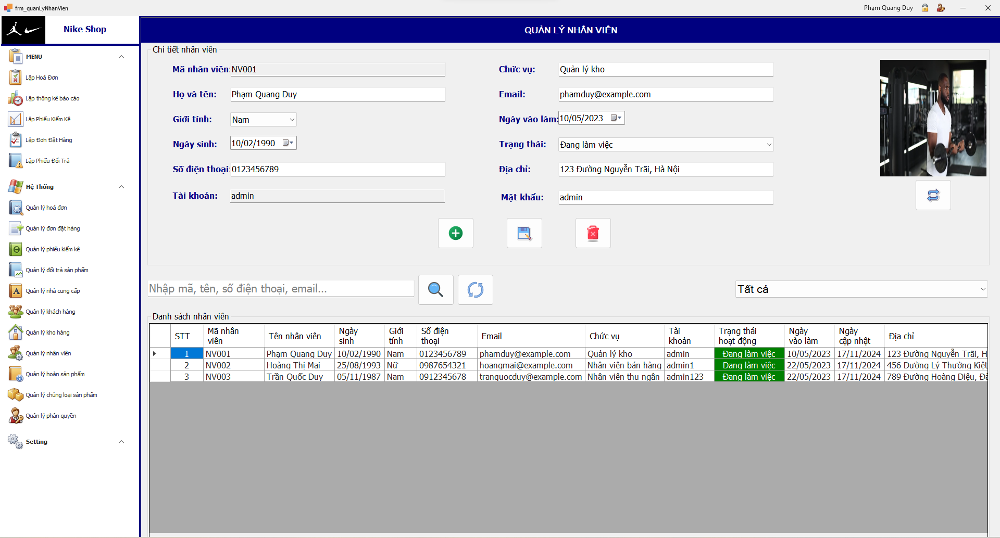 frm_quanLyNhanVien
Phạm Quang Duy
Nike Shop
QUẢN LÝ NHÂN VIÊN
MENU
Lập Hoá Đơn
Lập thống kê báo cáo
Lập Phiếu Kiểm Kê
Lập Đơn Đặt Hàng
Lập Phiếu Đổi Trả
Hệ Thống
Quản lý hoá đơn
Quản lý đơn đặt hàng
Quản lý phiếu kiểm kê
Quản lý đổi trả sản phẩm
Quản lý nhà cung cấp
Quản lý khách hàng
Quản lý kho hàng
Quản lý nhân viên
Quản lý hoàn sản phẩm
Quản lý chủng loại sản phẩm
Quản lý phân quyền
Setting
Chi tiết nhân viên
Mã nhân viên: NV001
Chức vụ: Quản lý kho
Họ và tên: Phạm Quang Duy
Email: phamduy@example.com
Giới tính: Nam
Ngày vào làm: 10/05/2023
Ngày sinh: 10/02/1990
Trạng thái: Đang làm việc
Số điện thoại: 0123456789
Địa chỉ: 123 Đường Nguyễn Trãi, Hà Nội
Tài khoản: admin
Mật khẩu: admin
Nhập mã, tên, số điện thoại, email...
Tất cả
Danh sách nhân viên
STT Mã nhân viên Tên nhân viên Ngày sinh Giới tính Số điện thoại Email Chức vụ Tài khoản Trạng thái hoạt động Ngày vào làm Ngày cập nhật Địa chỉ
1 NV001 Phạm Quang Duy 10/02/1990 Nam 0123456789 phamduy@example.com Quản lý kho admin Đang làm việc 10/05/2023 17/11/2024 123 Đường Nguyễn Trãi, H
2 NV002 Hoàng Thị Mai 25/08/1993 Nữ 0987654321 hoangmai@example.com Nhân viên bán hàng admin1 Đang làm việc 22/05/2023 17/11/2024 456 Đường Lý Thường Kiệt
3 NV003 Trần Quốc Duy 05/11/1987 Nam 0912345678 tranquocduy@example.com Nhân viên thu ngân admin123 Đang làm việc 22/05/2023 17/11/2024 789 Đường Hoàng Diệu, Đà